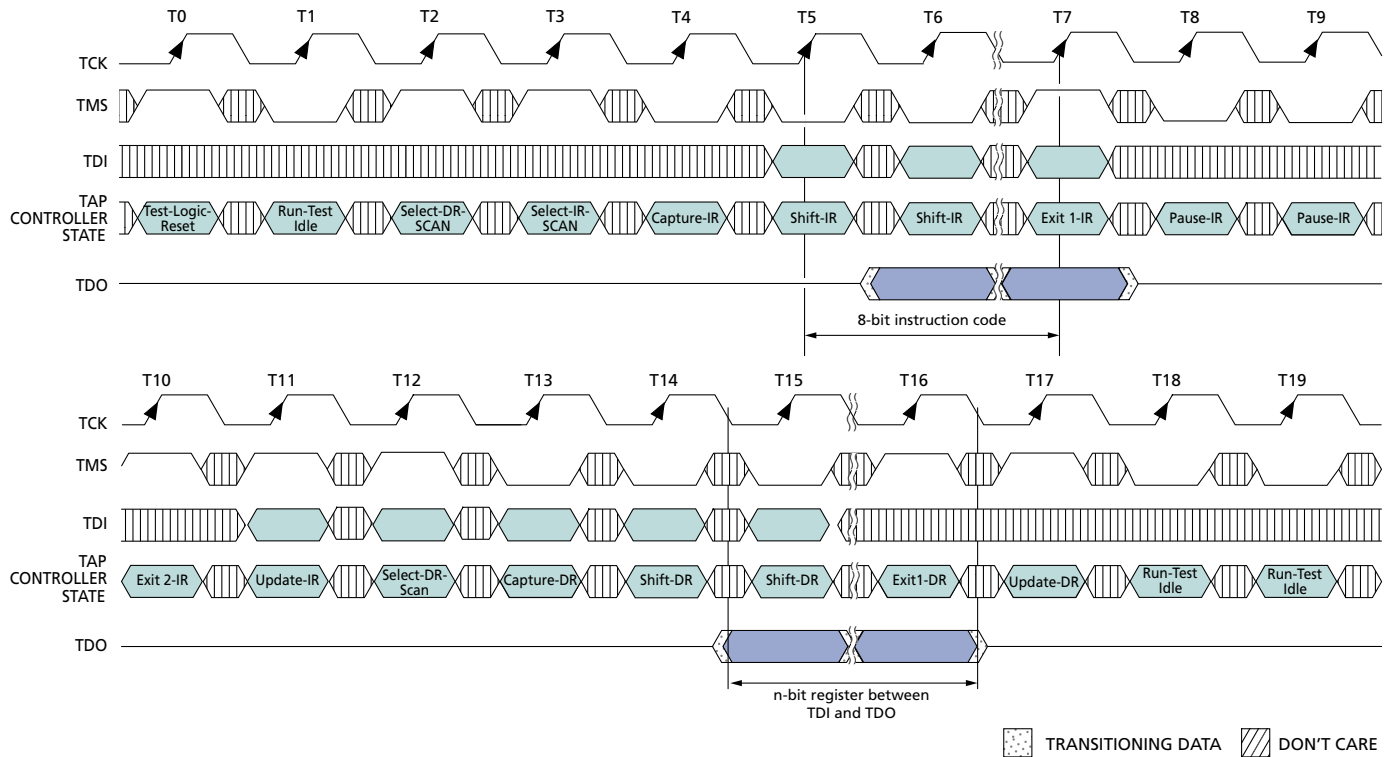 T0 T1 T2 T3 T4 T5 T6 T7 T8 T9
TCK
TMS
TDI
TAP
CONTROLLER
STATE
Test-Logic-
Reset
Run-Test
Idle
Select-DR-
SCAN
Select-IR-
SCAN
Capture-IR
Shift-IR
Shift-IR
Exit 1-IR
Pause-IR
Pause-IR
TDO
8-bit instruction code
T10 T11 T12 T13 T14 T15 T16 T17 T18 T19
TCK
TMS
TDI
TAP
CONTROLLER
STATE
Exit 2-IR
Update-IR
Select-DR-
Scan
Capture-DR
Shift-DR
Shift-DR
Exit1-DR
Update-DR
Run-Test
Idle
Run-Test
Idle
TDO
n-bit register between
TDI and TDO
TRANSITIONING DATA DON'T CARE